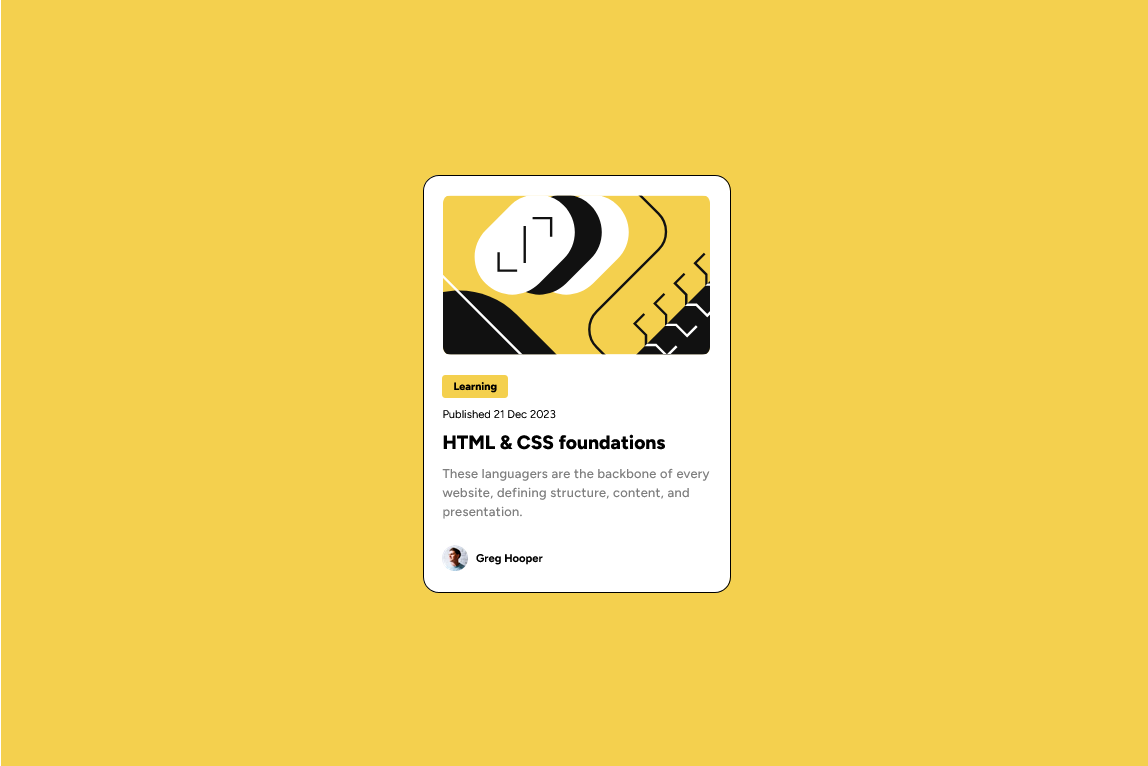 Learning
Published 21 Dec 2023
HTML & CSS foundations
These languagers are the backbone of every
website, defining structure, content, and
presentation.
Greg Hooper